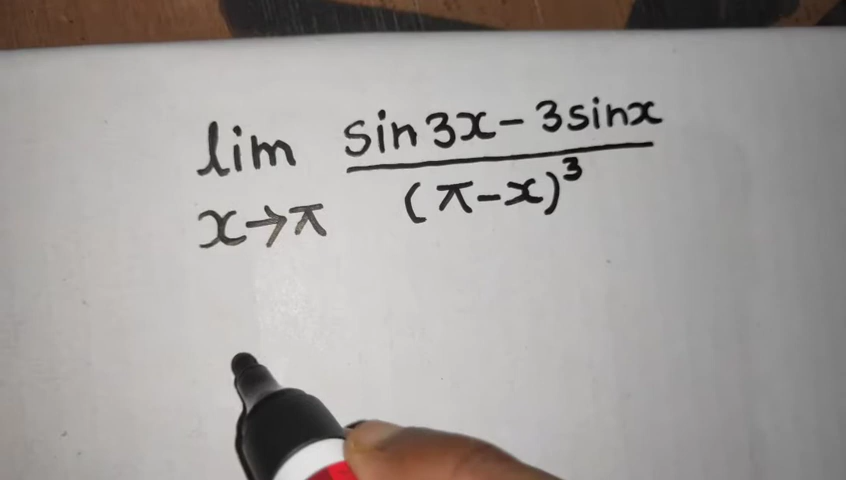 lim sin3x - 3sinx
x→π (π-x)³